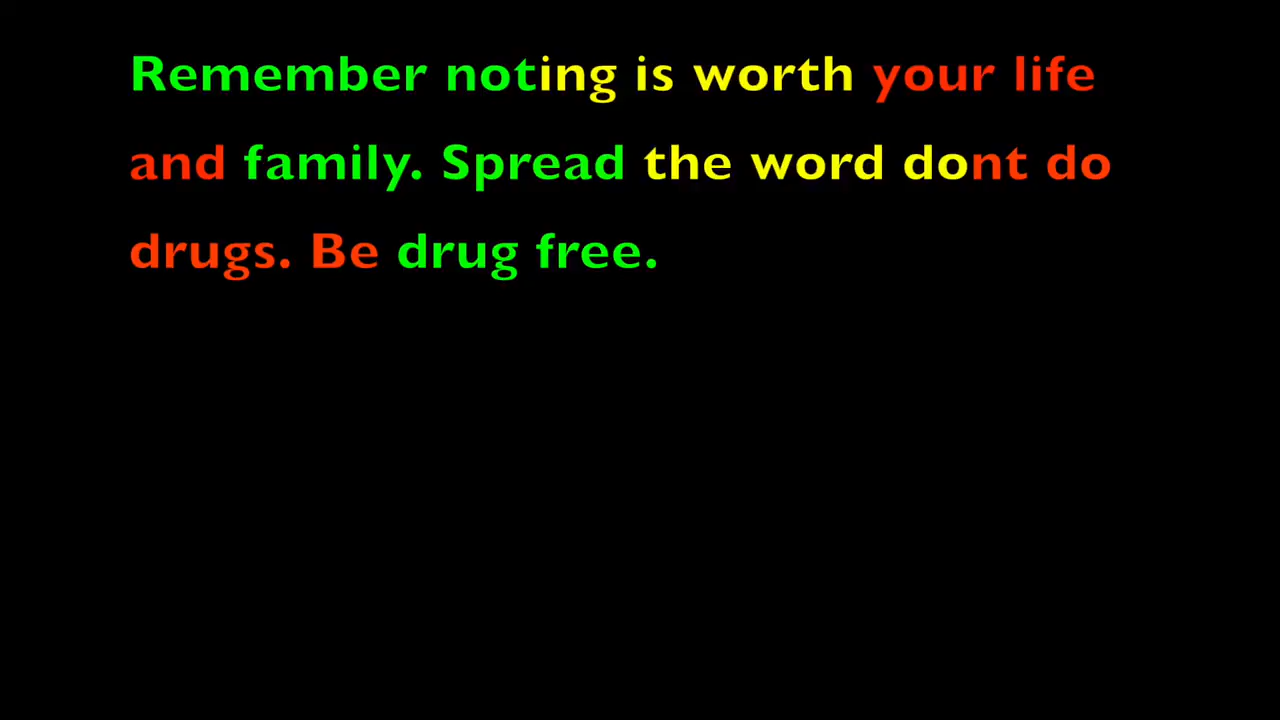 Remember noting is worth your life
and family. Spread the word dont do
drugs. Be drug free.